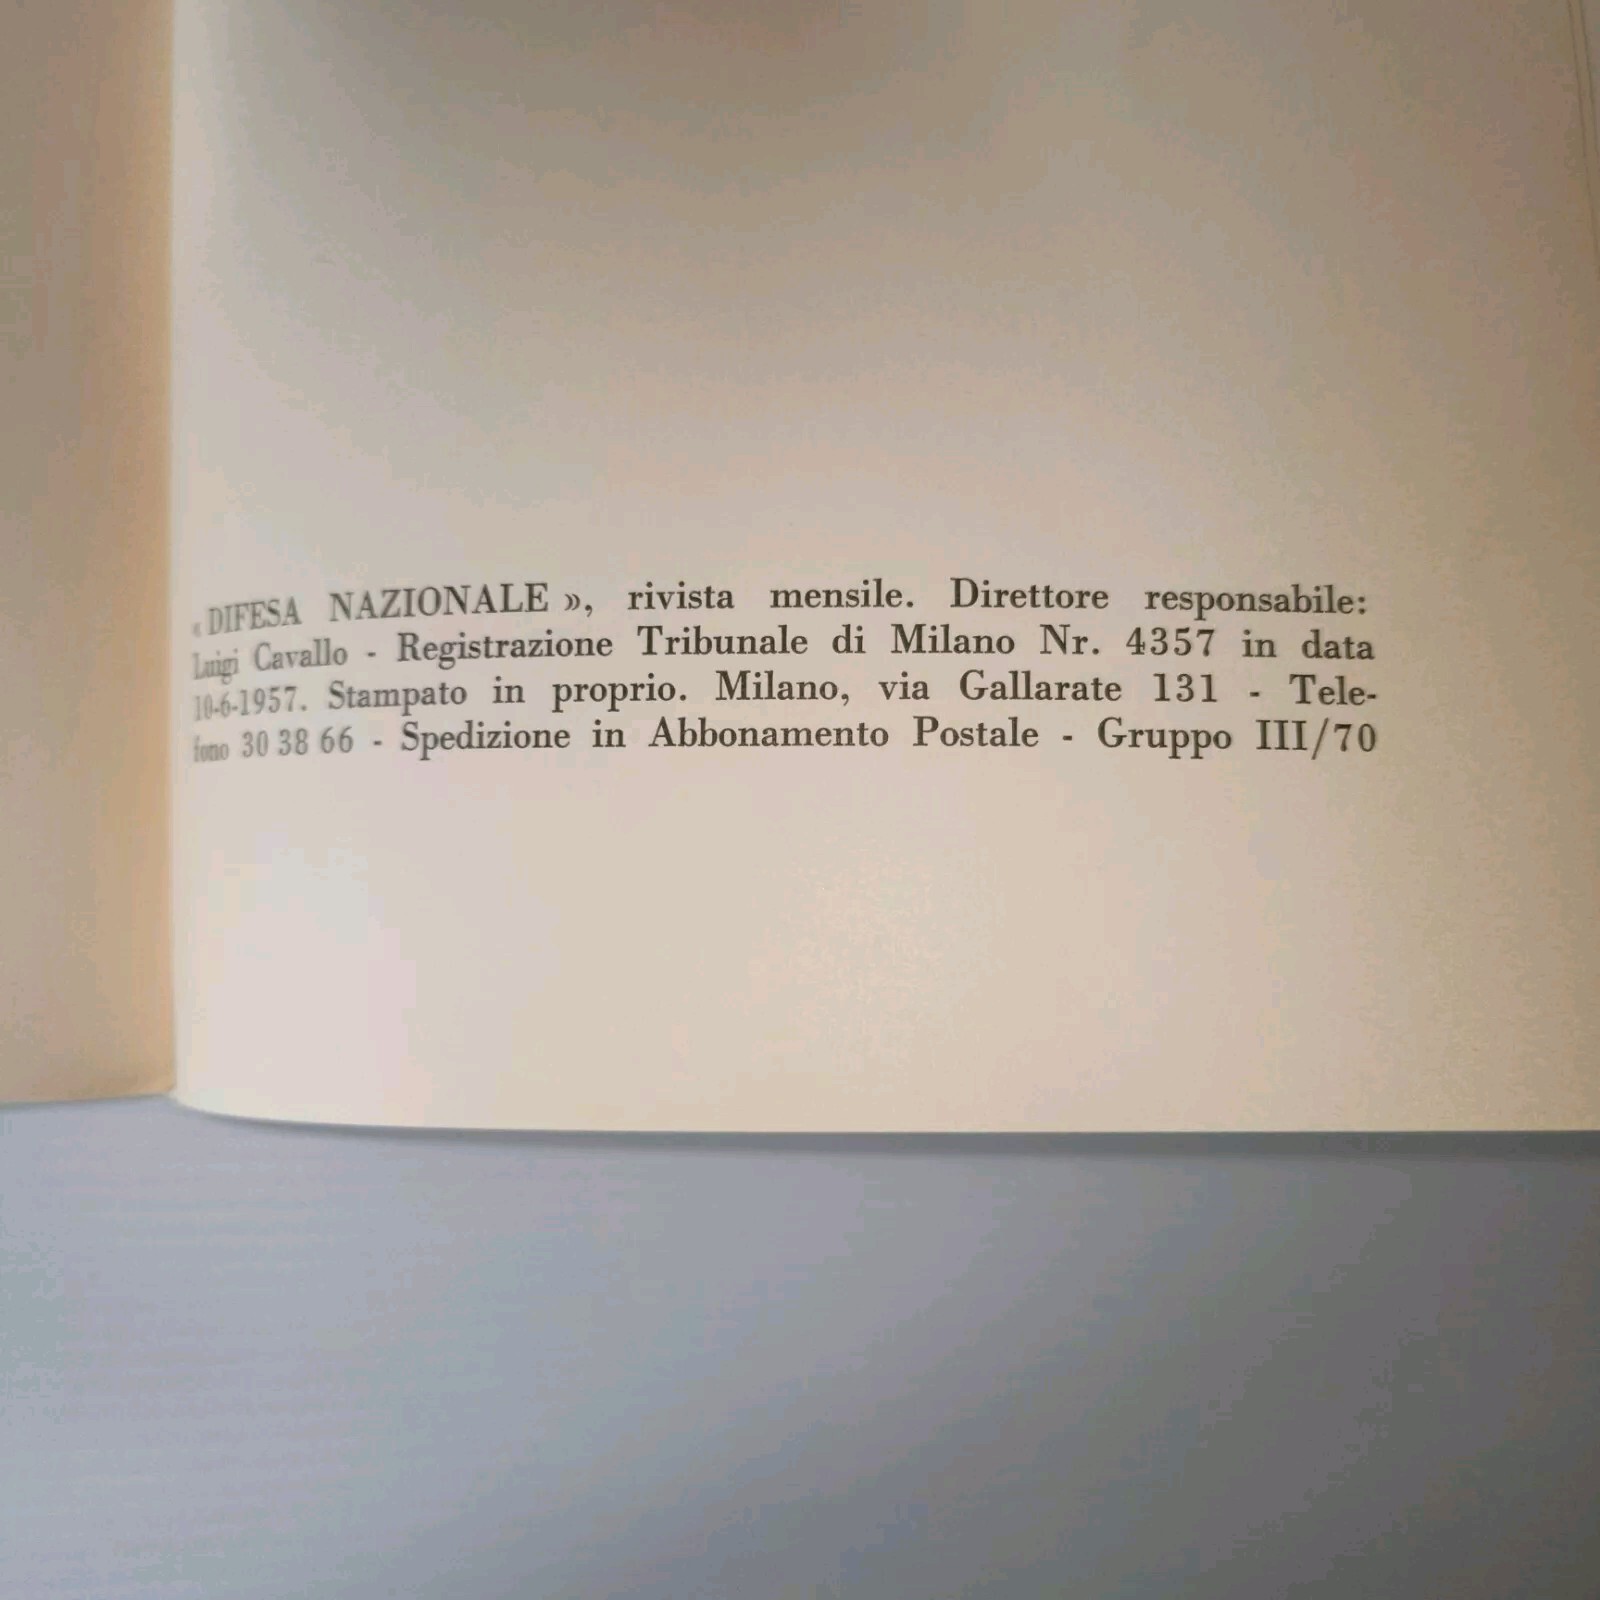 « DIFESA NAZIONALE », rivista mensile. Direttore responsabile:
Luigi Cavallo - Registrazione Tribunale di Milano Nr. 4357 in data
10-6-1957. Stampato in proprio. Milano, via Gallarate 131 - Tele-
fono 30 38 66 - Spedizione in Abbonamento Postale - Gruppo III/70